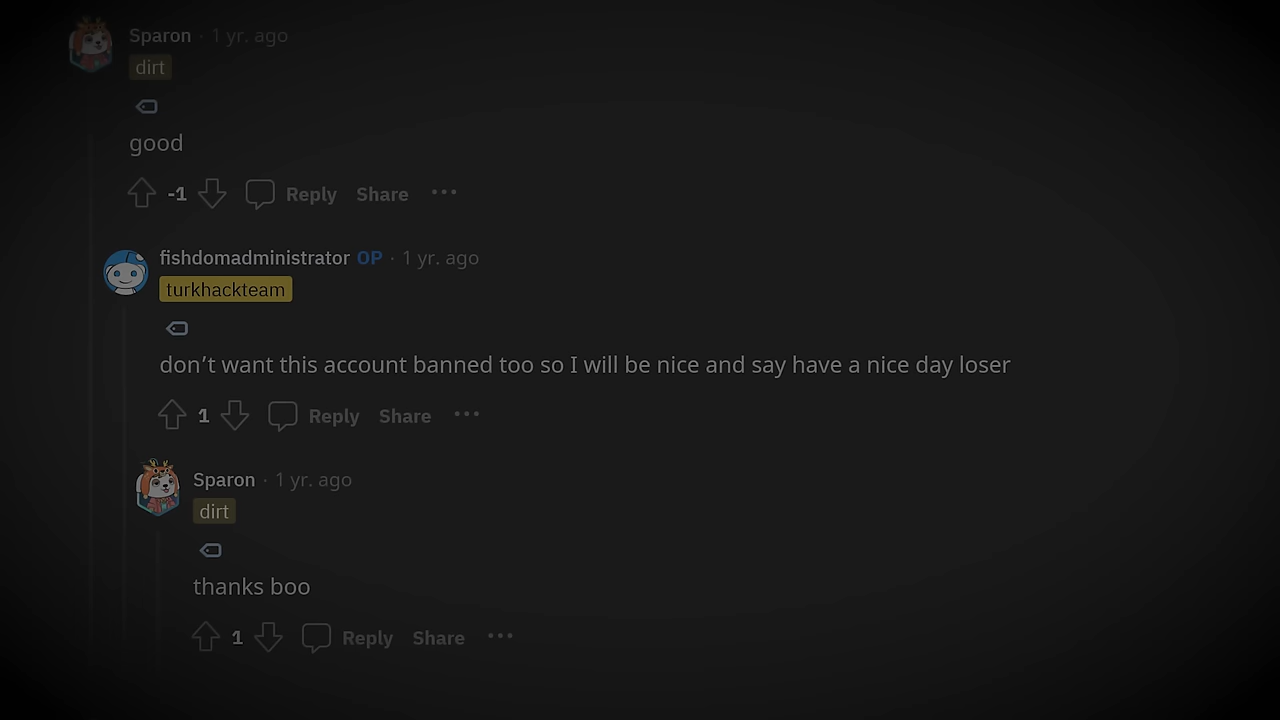 Sparon · 1 yr. ago
dirt
good
-1 Reply Share ···
fishdomadministrator OP · 1 yr. ago
turkhackteam
don’t want this account banned too so I will be nice and say have a nice day loser
1 Reply Share ···
Sparon · 1 yr. ago
dirt
thanks boo
1 Reply Share ···